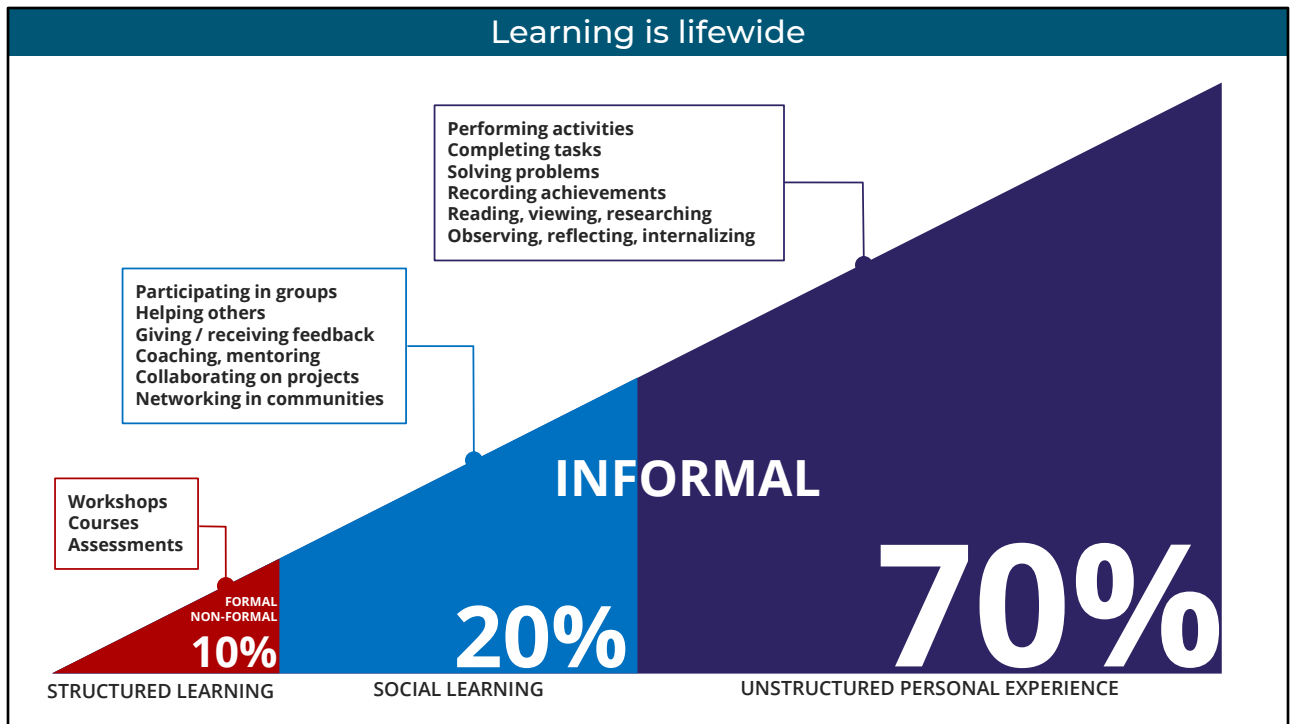 Learning is lifewide
Performing activities
Completing tasks
Solving problems
Recording achievements
Reading, viewing, researching
Observing, reflecting, internalizing
Participating in groups
Helping others
Giving / receiving feedback
Coaching, mentoring
Collaborating on projects
Networking in communities
Workshops
Courses
Assessments
INFORMAL
FORMAL
NON-FORMAL
10%
20%
70%
STRUCTURED LEARNING
SOCIAL LEARNING
UNSTRUCTURED PERSONAL EXPERIENCE